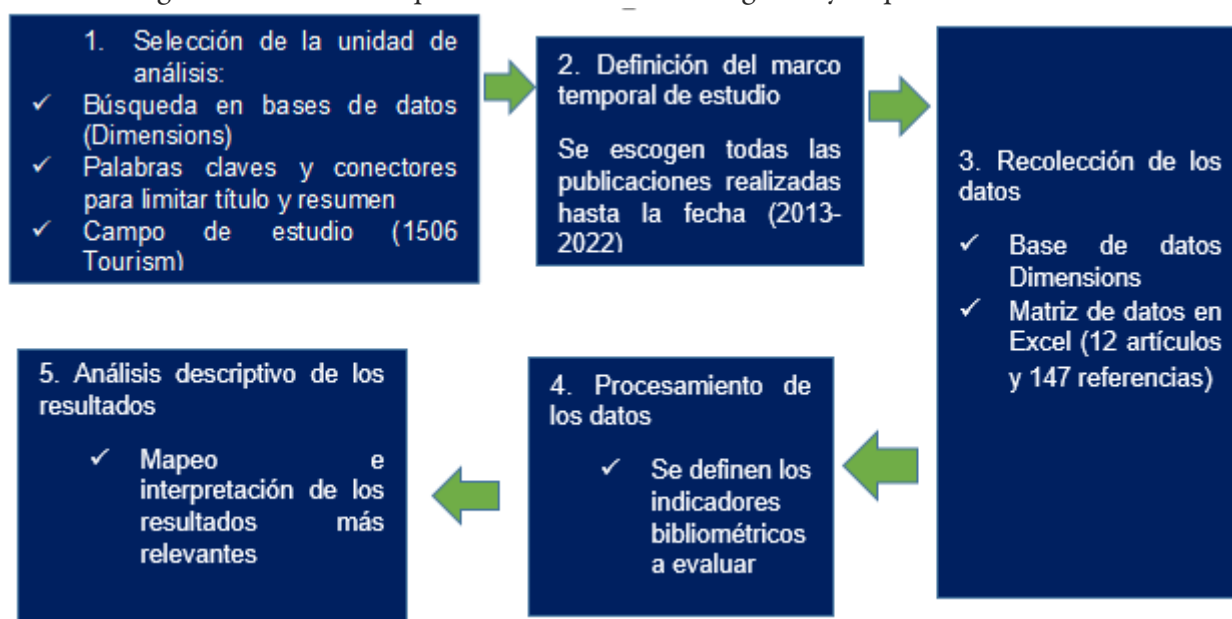 1. Selección de la unidad de
análisis:
✓ Búsqueda en bases de datos
(Dimensions)
✓ Palabras claves y conectores
para limitar título y resumen
✓ Campo de estudio (1506
Tourism)
2. Definición del marco
temporal de estudio
Se escogen todas las
publicaciones realizadas
hasta la fecha (2013-
2022)
3. Recolección de los
datos
✓ Base de datos
Dimensions
✓ Matriz de datos en
Excel (12 artículos
y 147 referencias)
4. Procesamiento de
los datos
✓ Se definen los
indicadores
bibliométricos
a evaluar
5. Análisis descriptivo de los
resultados
✓ Mapeo e
interpretación de los
resultados más
relevantes